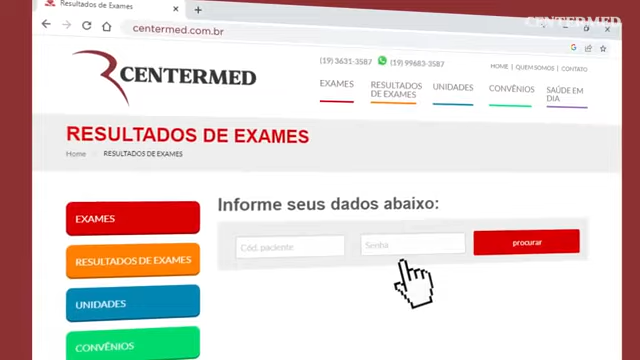 Resultados de Exames
CENTERMED
centermed.com.br
(19) 3631-3587 (19) 99683-3587
HOME | QUEM SOMOS | CONTATO
CENTERMED
EXAMES
RESULTADOS DE EXAMES
UNIDADES
CONVÊNIOS
SAÚDE EM DIA
RESULTADOS DE EXAMES
Home RESULTADOS DE EXAMES
Informe seus dados abaixo:
Cód. paciente
Senha
procurar
EXAMES
RESULTADOS DE EXAMES
UNIDADES
CONVÊNIOS